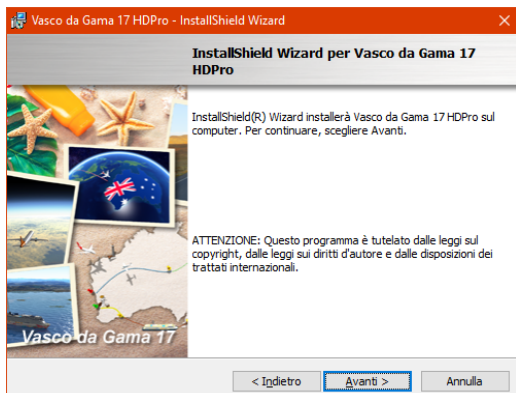 Vasco da Gama 17 HDPro - InstallShield Wizard
InstallShield Wizard per Vasco da Gama 17
HDPro
InstallShield(R) Wizard installerà Vasco da Gama 17 HDPro sul
computer. Per continuare, scegliere Avanti.
ATTENZIONE: Questo programma è tutelato dalle leggi sul
copyright, dalle leggi sui diritti d'autore e dalle disposizioni dei
trattati internazionali.
Vasco da Gama 17
< Indietro
Avanti >
Annulla